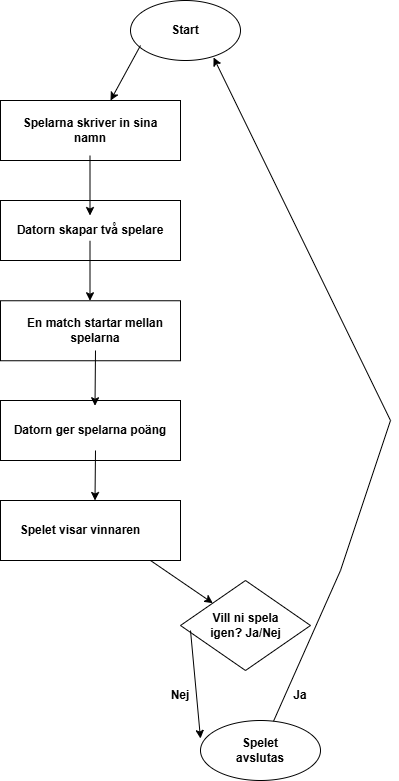 Start
Spelarna skriver in sina
namn
Datorn skapar två spelare
En match startar mellan
spelarna
Datorn ger spelarna poäng
Spelet visar vinnaren
Vill ni spela
igen? Ja/Nej
Nej
Ja
Spelet
avslutas